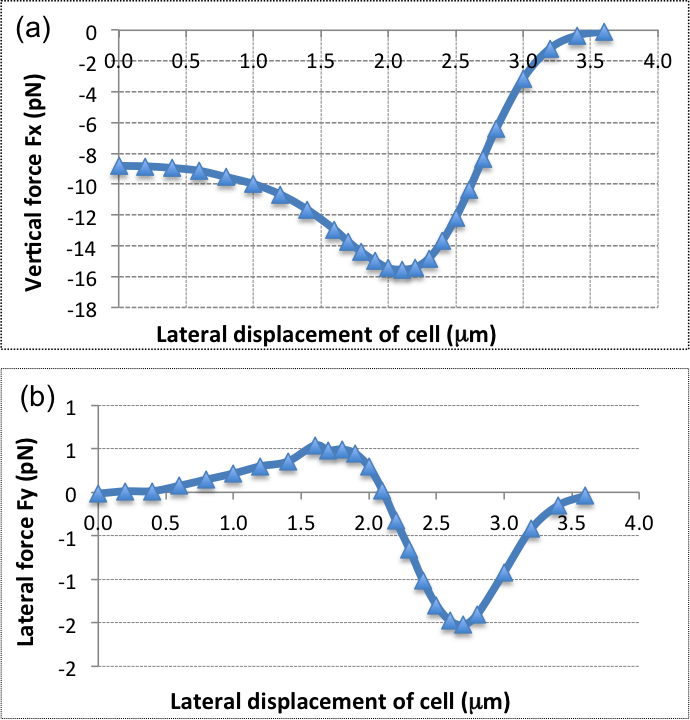 (a)
Vertical force Fx (pN)
0
-2
-4
-6
-8
-10
-12
-14
-16
-18
0.0 0.5 1.0 1.5 2.0 2.5 3.0 3.5 4.0
Lateral displacement of cell (μm)
(b)
Lateral force Fy (pN)
1
1
0
-1
-1
-2
-2
0.0 0.5 1.0 1.5 2.0 2.5 3.0 3.5 4.0
Lateral displacement of cell (μm)